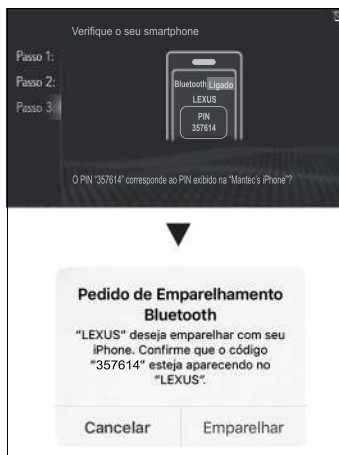 Verifique o seu smartphone
Passo 1:
Passo 2:
Passo 3:
Bluetooth Ligado
LEXUS
PIN
357614
O PIN "357614" corresponde ao PIN exibido na "Mantec's iPhone"?
Pedido de Emparelhamento
Bluetooth
"LEXUS" deseja emparelhar com seu
iPhone. Confirme que o código
"357614" esteja aparecendo no
"LEXUS".
Cancelar Emparelhar